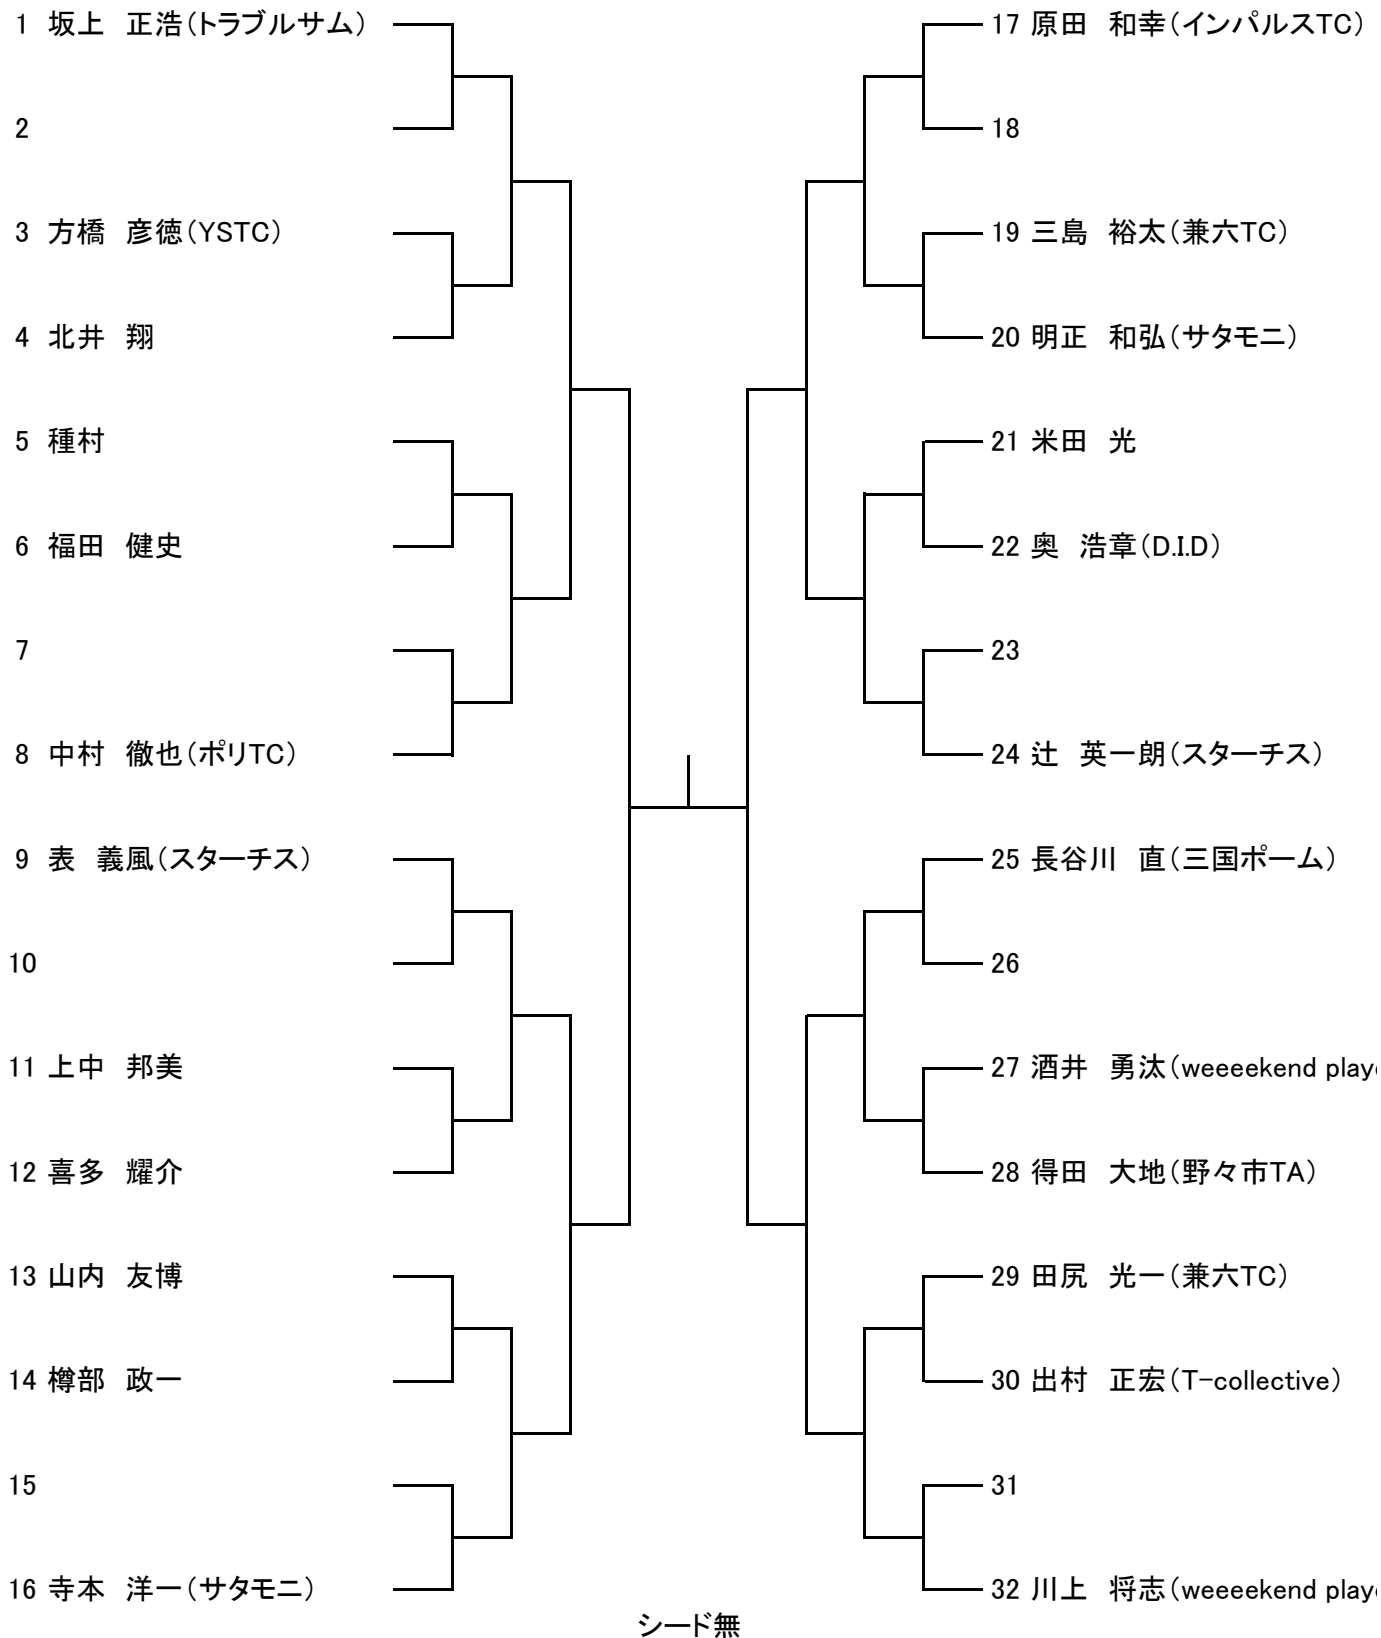 1 坂上　正浩（トラブルサム）
2
3 方橋　彦徳（YSTC）
4 北井　翔
5 種村
6 福田　健史
7
8 中村　徹也（ポリTC）
9 表　義風（スターチス）
10
11 上中　邦美
12 喜多　耀介
13 山内　友博
14 樽部　政一
15
16 寺本　洋一（サタモニ）
17 原田　和幸（インパルスTC）
18
19 三島　裕太（兼六TC）
20 明正　和弘（サタモニ）
21 米田　光
22 奥　浩章（D.I.D）
23
24 辻　英一朗（スターチス）
25 長谷川　直（三国ポーム）
26
27 酒井　勇汰（weeeekend play
28 得田　大地（野々市TA）
29 田尻　光一（兼六TC）
30 出村　正宏（T-collective）
31
32 川上　将志（weeeekend play
シード無